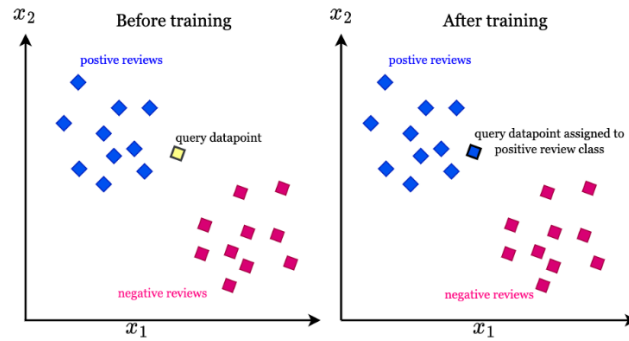 Before training
x2
postive reviews
query datapoint
negative reviews
x1
After training
x2
postive reviews
query datapoint assigned to
positive review class
negative reviews
x1